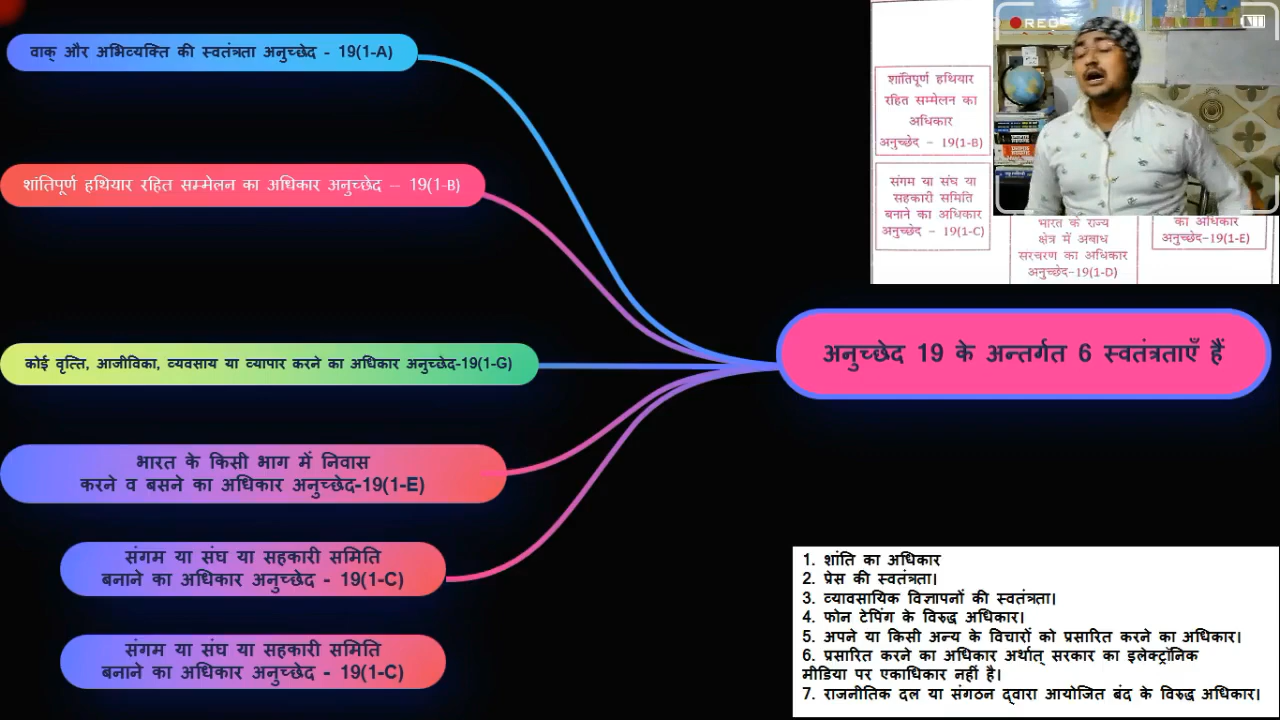 वाक् और अभिव्यक्ति की स्वतंत्रता अनुच्छेद - 19(1-A)
शांतिपूर्ण हथियार रहित सम्मेलन का अधिकार अनुच्छेद – 19(1-B)
कोई वृत्ति, आजीविका, व्यवसाय या व्यापार करने का अधिकार अनुच्छेद-19(1-G)
भारत के किसी भाग में निवास
करने व बसने का अधिकार अनुच्छेद-19(1-E)
संगम या संघ या सहकारी समिति
बनाने का अधिकार अनुच्छेद - 19(1-C)
संगम या संघ या सहकारी समिति
बनाने का अधिकार अनुच्छेद - 19(1-C)
अनुच्छेद 19 के अन्तर्गत 6 स्वतंत्रताएँ हैं
शांतिपूर्ण हथियार
रहित सम्मेलन का
अधिकार
अनुच्छेद – 19(1-B)
संगम या संघ या
सहकारी समिति
बनाने का अधिकार
अनुच्छेद – 19(1-C)
भारत के राज्य
क्षेत्र में अबाध
सरचरण का अधिकार
अनुच्छेद-19(1-D)
का अधिकार
अनुच्छेद-19(1-E)
REC
1. शांति का अधिकार
2. प्रेस की स्वतंत्रता।
3. व्यावसायिक विज्ञापनों की स्वतंत्रता।
4. फोन टेपिंग के विरुद्ध अधिकार।
5. अपने या किसी अन्य के विचारों को प्रसारित करने का अधिकार।
6. प्रसारित करने का अधिकार अर्थात् सरकार का इलेक्ट्रॉनिक
मीडिया पर एकाधिकार नहीं है।
7. राजनीतिक दल या संगठन द्वारा आयोजित बंद के विरुद्ध अधिकार।